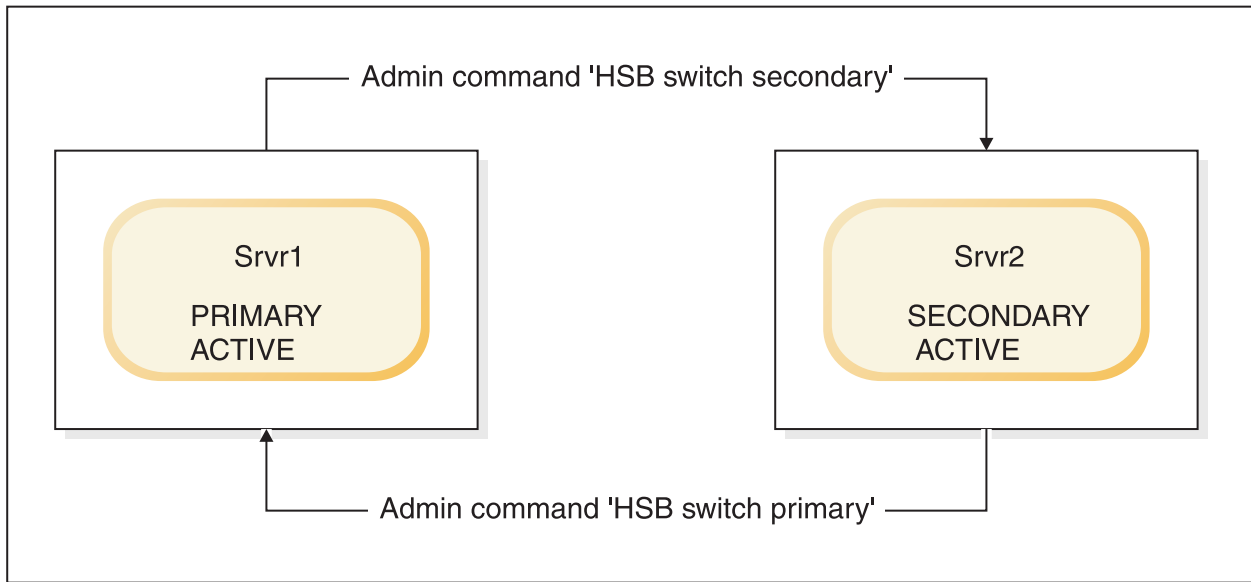 Admin command 'HSB switch secondary'
Srvr1
PRIMARY
ACTIVE
Srvr2
SECONDARY
ACTIVE
Admin command 'HSB switch primary'